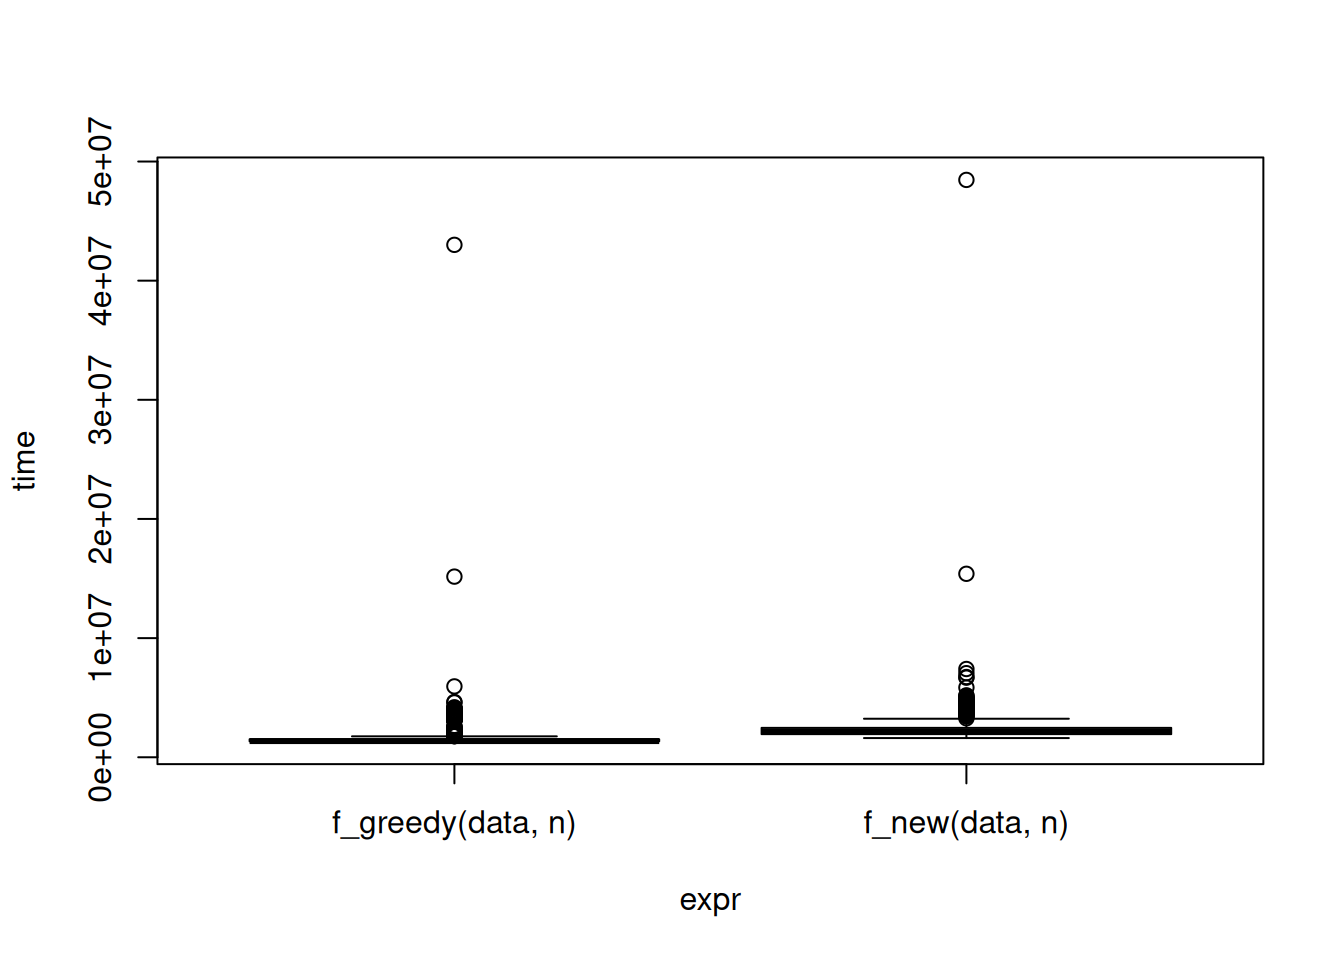 5e+07
4e+07
3e+07
2e+07
1e+07
0e+00
time
f_greedy(data, n)
f_new(data, n)
expr